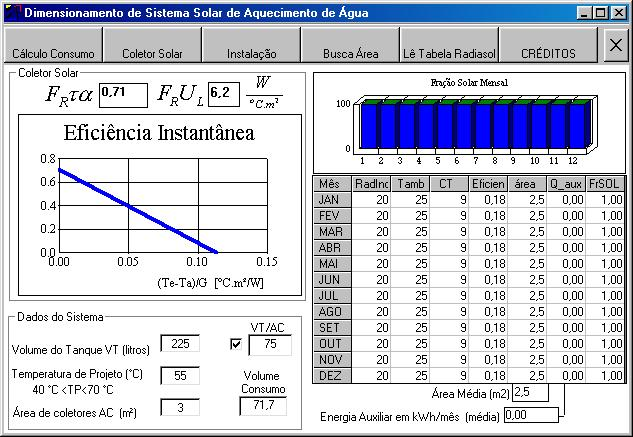 Dimensionamento de Sistema Solar de Aquecimento de Água
Cálculo Consumo Coletor Solar Instalação Busca Área Lê Tabela Radiasol CRÉDITOS
Coletor Solar
F_Rτα 0,71 F_RU_L 6,2 W/°C.m²
Eficiência Instantânea
0.8
0.6
0.4
0.2
0.0
0.00 0.05 0.10 0.15
(Te-Ta)/G [°C.m²/W]
Dados do Sistema
Volume do Tanque VT (litros) 225 VT/AC 75
Temperatura de Projeto (°C) 55
40 °C <TP<70 °C
Volume Consumo 71,7
Área de coletores AC (m²) 3
Fração Solar Mensal
100
0
1 2 3 4 5 6 7 8 9 10 11 12
Mês RadInc Tamb CT Eficien área Q_aux FrSOL
JAN 20 25 9 0,18 2,5 0,00 1,00
FEV 20 25 9 0,18 2,5 0,00 1,00
MAR 20 25 9 0,18 2,5 0,00 1,00
ABR 20 25 9 0,18 2,5 0,00 1,00
MAI 20 25 9 0,18 2,5 0,00 1,00
JUN 20 25 9 0,18 2,5 0,00 1,00
JUL 20 25 9 0,18 2,5 0,00 1,00
AGO 20 25 9 0,18 2,5 0,00 1,00
SET 20 25 9 0,18 2,5 0,00 1,00
OUT 20 25 9 0,18 2,5 0,00 1,00
NOV 20 25 9 0,18 2,5 0,00 1,00
DEZ 20 25 9 0,18 2,5 0,00 1,00
Área Média (m2) 2,5
Energia Auxiliar em kWh/mês (média) 0,00